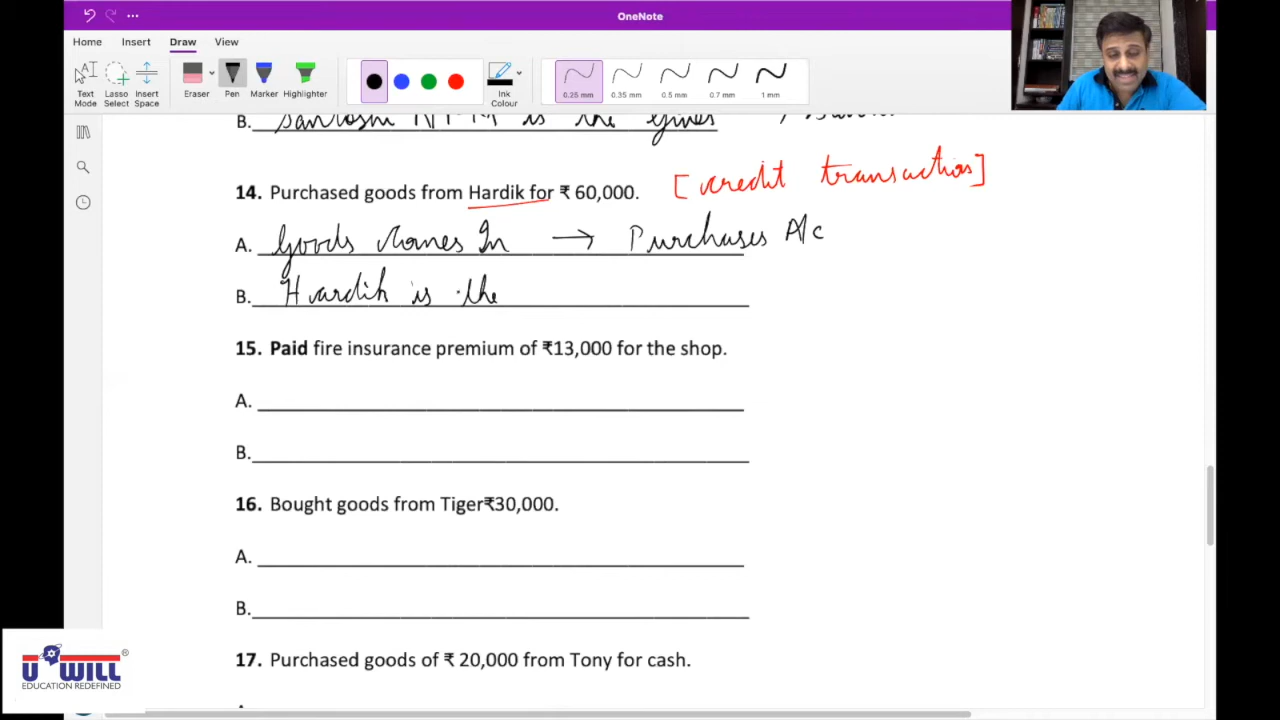 OneNote
Home Insert Draw View
Text Mode Lasso Select Insert Space Eraser Pen Marker Highlighter Ink Colour 0.25 mm 0.35 mm 0.5 mm 0.7 mm 1 mm
B. is the
14. Purchased goods from Hardik for ₹ 60,000. [credit transaction]
A. Goods Comes In → Purchases A/c
B. Hardik is the
15. Paid fire insurance premium of ₹13,000 for the shop.
A.
B.
16. Bought goods from Tiger₹30,000.
A.
B.
17. Purchased goods of ₹ 20,000 from Tony for cash.
U WILL ®
EDUCATION REDEFINED